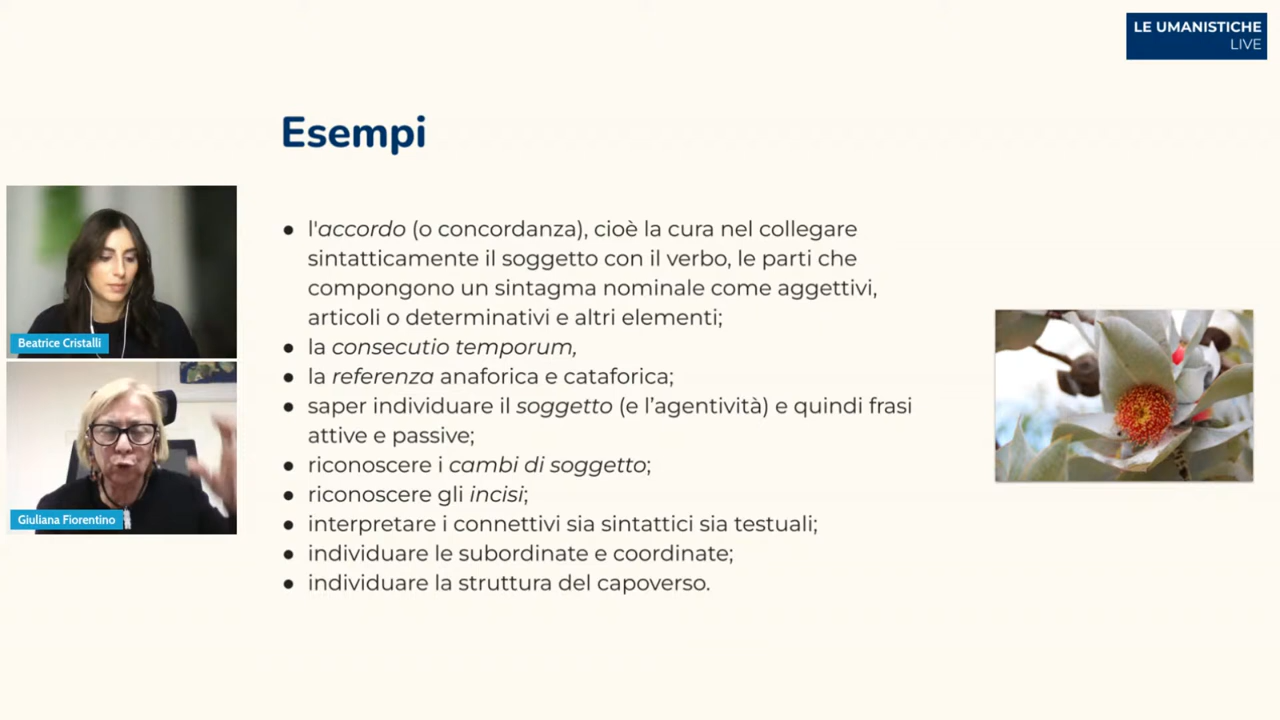 LE UMANISTICHE
LIVE
Esempi
● l'accordo (o concordanza), cioè la cura nel collegare
sintatticamente il soggetto con il verbo, le parti che
compongono un sintagma nominale come aggettivi,
articoli o determinativi e altri elementi;
● la consecutio temporum,
● la referenza anaforica e cataforica;
● saper individuare il soggetto (e l’agentività) e quindi frasi
attive e passive;
● riconoscere i cambi di soggetto;
● riconoscere gli incisi;
● interpretare i connettivi sia sintattici sia testuali;
● individuare le subordinate e coordinate;
● individuare la struttura del capoverso.
Beatrice Cristalli
Giuliana Fiorentino